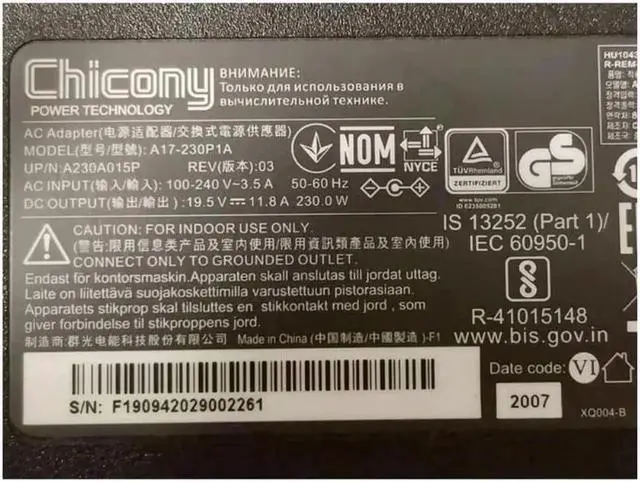 Chicony
POWER TECHNOLOGY
ВНИМАНИЕ:
Только для использования в
вычислительной технике.
AC Adapter(电源适配器/交換式電源供應器)
MODEL(型号/型號): A17-230P1A
UP/N:A230A015P REV(版本):03
AC INPUT(输入/輸入): 100-240 V~3.5 A 50-60 Hz
DC OUTPUT(输出/輸出): 19.5 V⎓11.8 A 230.0 W
NOM
NYCE
TÜVRheinland
ZERTIFIZIERT
www.tuv.com
GS
HU1043
R-REM-
CAUTION: FOR INDOOR USE ONLY.
(警告:限用信息类产品及室内使用/限用資訊類產品及室內使用)
CONNECT ONLY TO GROUNDED OUTLET.
Endast för kontorsmaskin.Apparaten skall anslutas till jordat uttag.
Laite on liitettävä suojakoskettimilla varustettuun pistorasiaan.
Apparatets stikprop skal tilsluttes en stikkontakt med jord , som
giver forbindelse til stikproppens jord.
制造商:群光电能科技股份有限公司 Made in China (中国制造/中國製造)-F1
IS 13252 (Part 1)/
IEC 60950-1
R-41015148
www.bis.gov.in
Date code: VI
2007
XQ004-B
S/N: F190942029002261